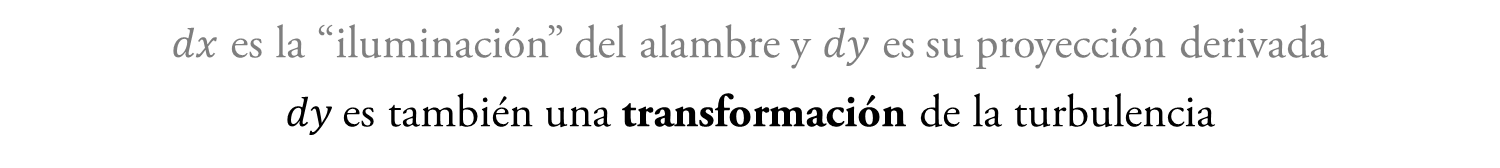 dx es la “iluminación” del alambre y dy es su proyección derivada
dy es también una transformación de la turbulencia